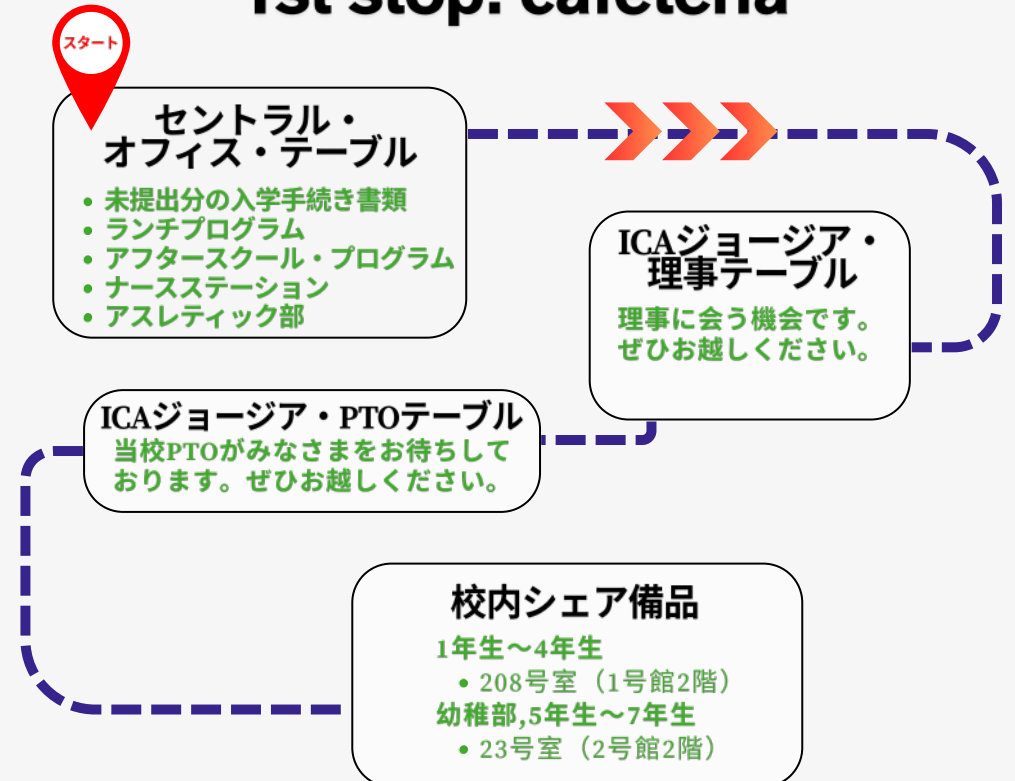 1st stop: cafeteria
スタート
セントラル・
オフィス・テーブル
• 未提出分の入学手続き書類
• ランチプログラム
• アフタースクール・プログラム
• ナースステーション
• アスレティック部
ICAジョージア・
理事テーブル
理事に会う機会です。
ぜひお越しください。
ICAジョージア・PTOテーブル
当校PTOがみなさまをお待ちして
おります。ぜひお越しください。
校内シェア備品
1年生〜4年生
• 208号室（1号館2階）
幼稚部,5年生〜7年生
• 23号室（2号館2階）